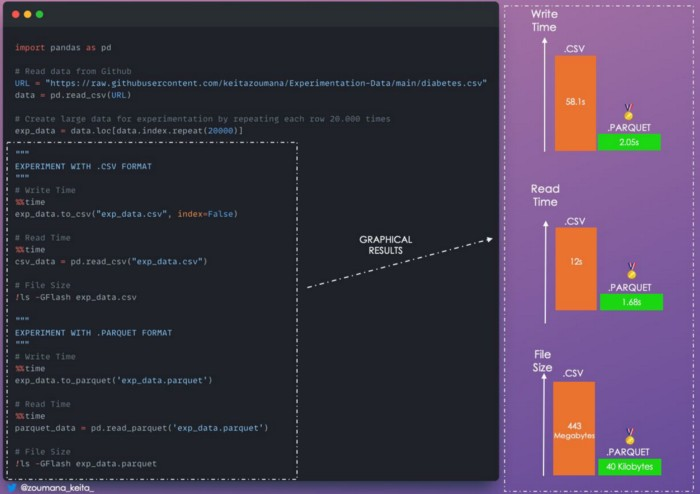 import pandas as pd
# Read data from Github
URL = "https://raw.githubusercontent.com/keitazoumana/Experimentation-Data/main/diabetes.csv"
data = pd.read_csv(URL)
# Create large data for experimentation by repeating each row 20.000 times
exp_data = data.loc[data.index.repeat(20000)]
"""
EXPERIMENT WITH .CSV FORMAT
"""
# Write Time
%%time
exp_data.to_csv("exp_data.csv", index=False)
# Read Time
%%time
csv_data = pd.read_csv("exp_data.csv")
# File Size
!ls -GFlash exp_data.csv
"""
EXPERIMENT WITH .PARQUET FORMAT
"""
# Write Time
%%time
exp_data.to_parquet('exp_data.parquet')
# Read Time
%%time
parquet_data = pd.read_parquet('exp_data.parquet')
# File Size
!ls -GFlash exp_data.parquet
@zoumana_keita_
GRAPHICAL
RESULTS
Write
Time
.CSV
58.1s
.PARQUET
2.05s
Read
Time
.CSV
12s
.PARQUET
1.68s
File
Size
.CSV
443
Megabytes
.PARQUET
40 Kilobytes